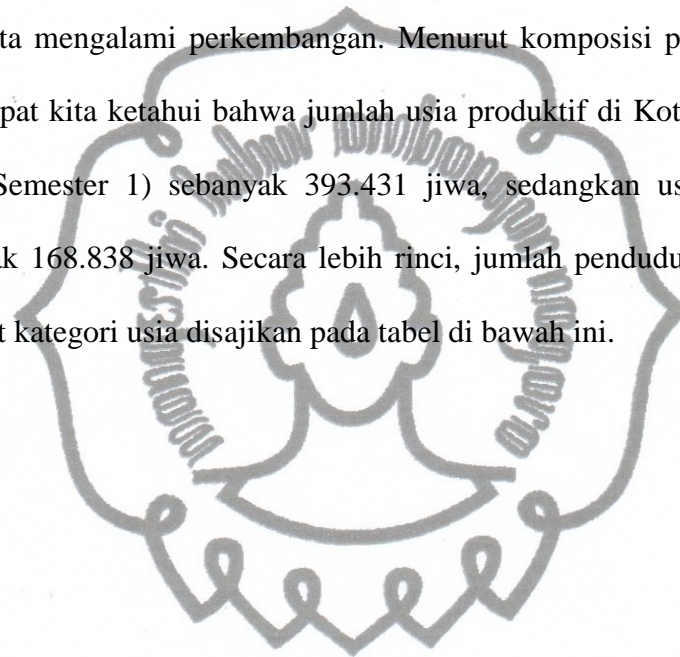 ta mengalami perkembangan. Menurut komposisi p
pat kita ketahui bahwa jumlah usia produktif di Kot
Semester 1) sebanyak 393.431 jiwa, sedangkan us
ak 168.838 jiwa. Secara lebih rinci, jumlah pendudu
t kategori usia disajikan pada tabel di bawah ini.